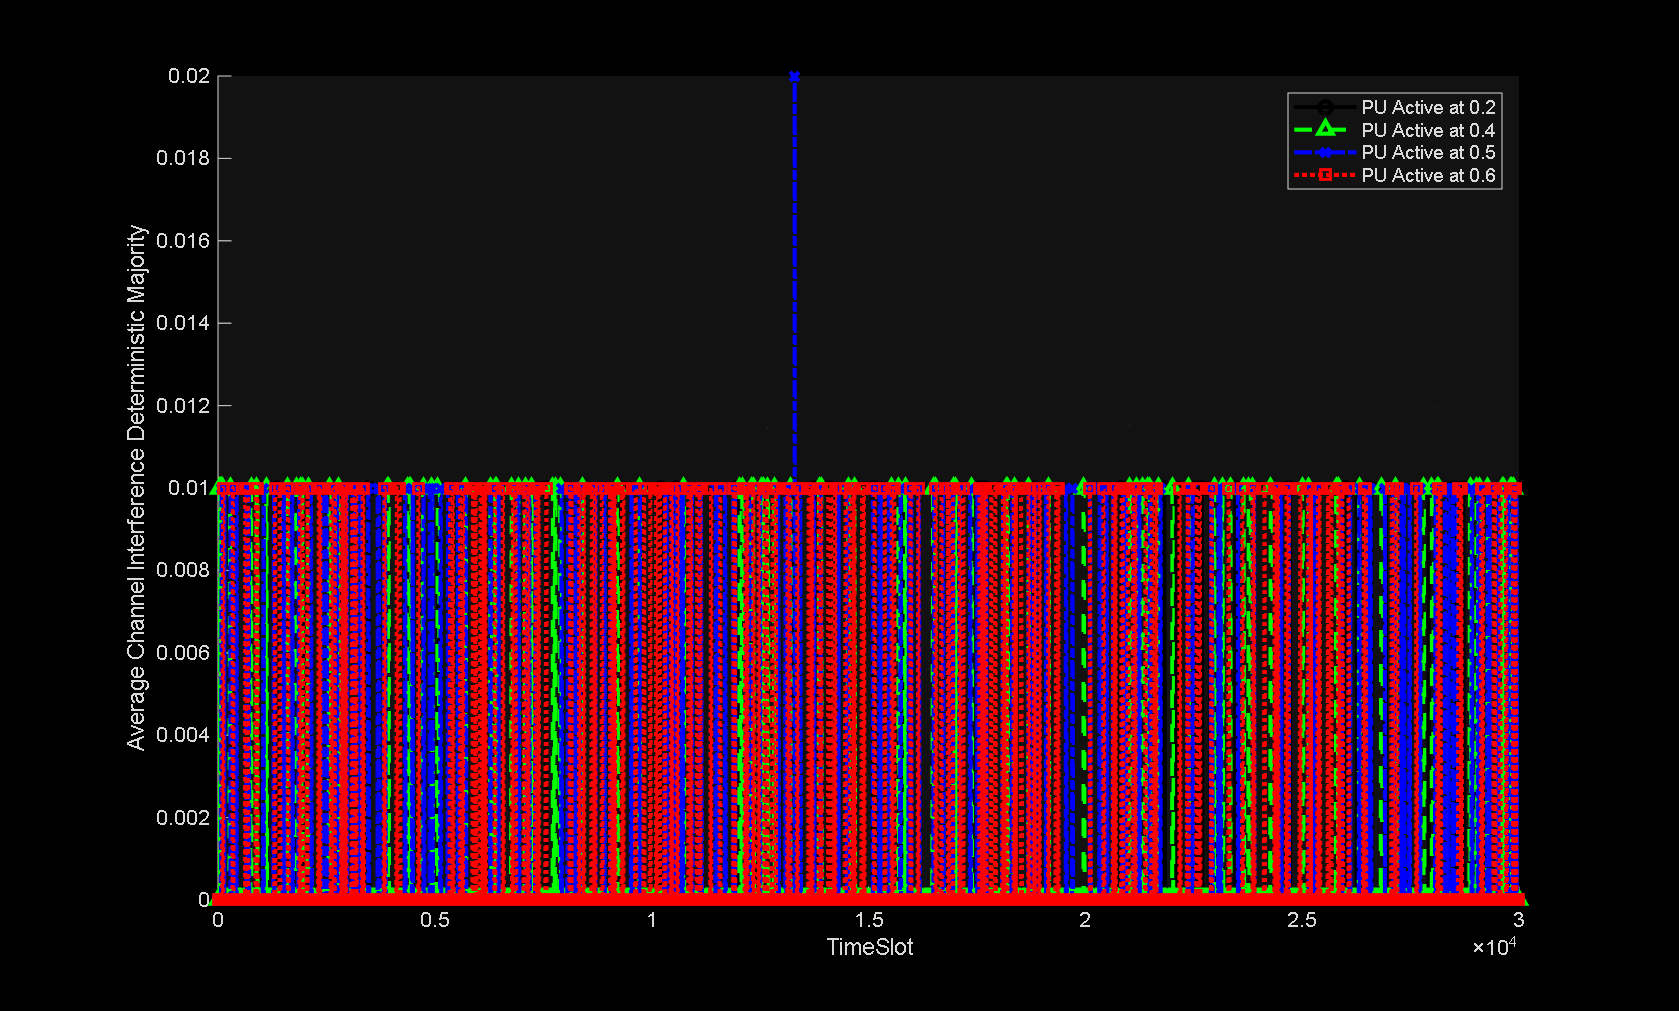 0.02
0.018
0.016
0.014
0.012
0.01
0.008
0.006
0.004
0.002
0
Average Channel Interference Deterministic Majority
PU Active at 0.2
PU Active at 0.4
PU Active at 0.5
PU Active at 0.6
0 0.5 1 1.5 2 2.5 3
TimeSlot
×10⁴